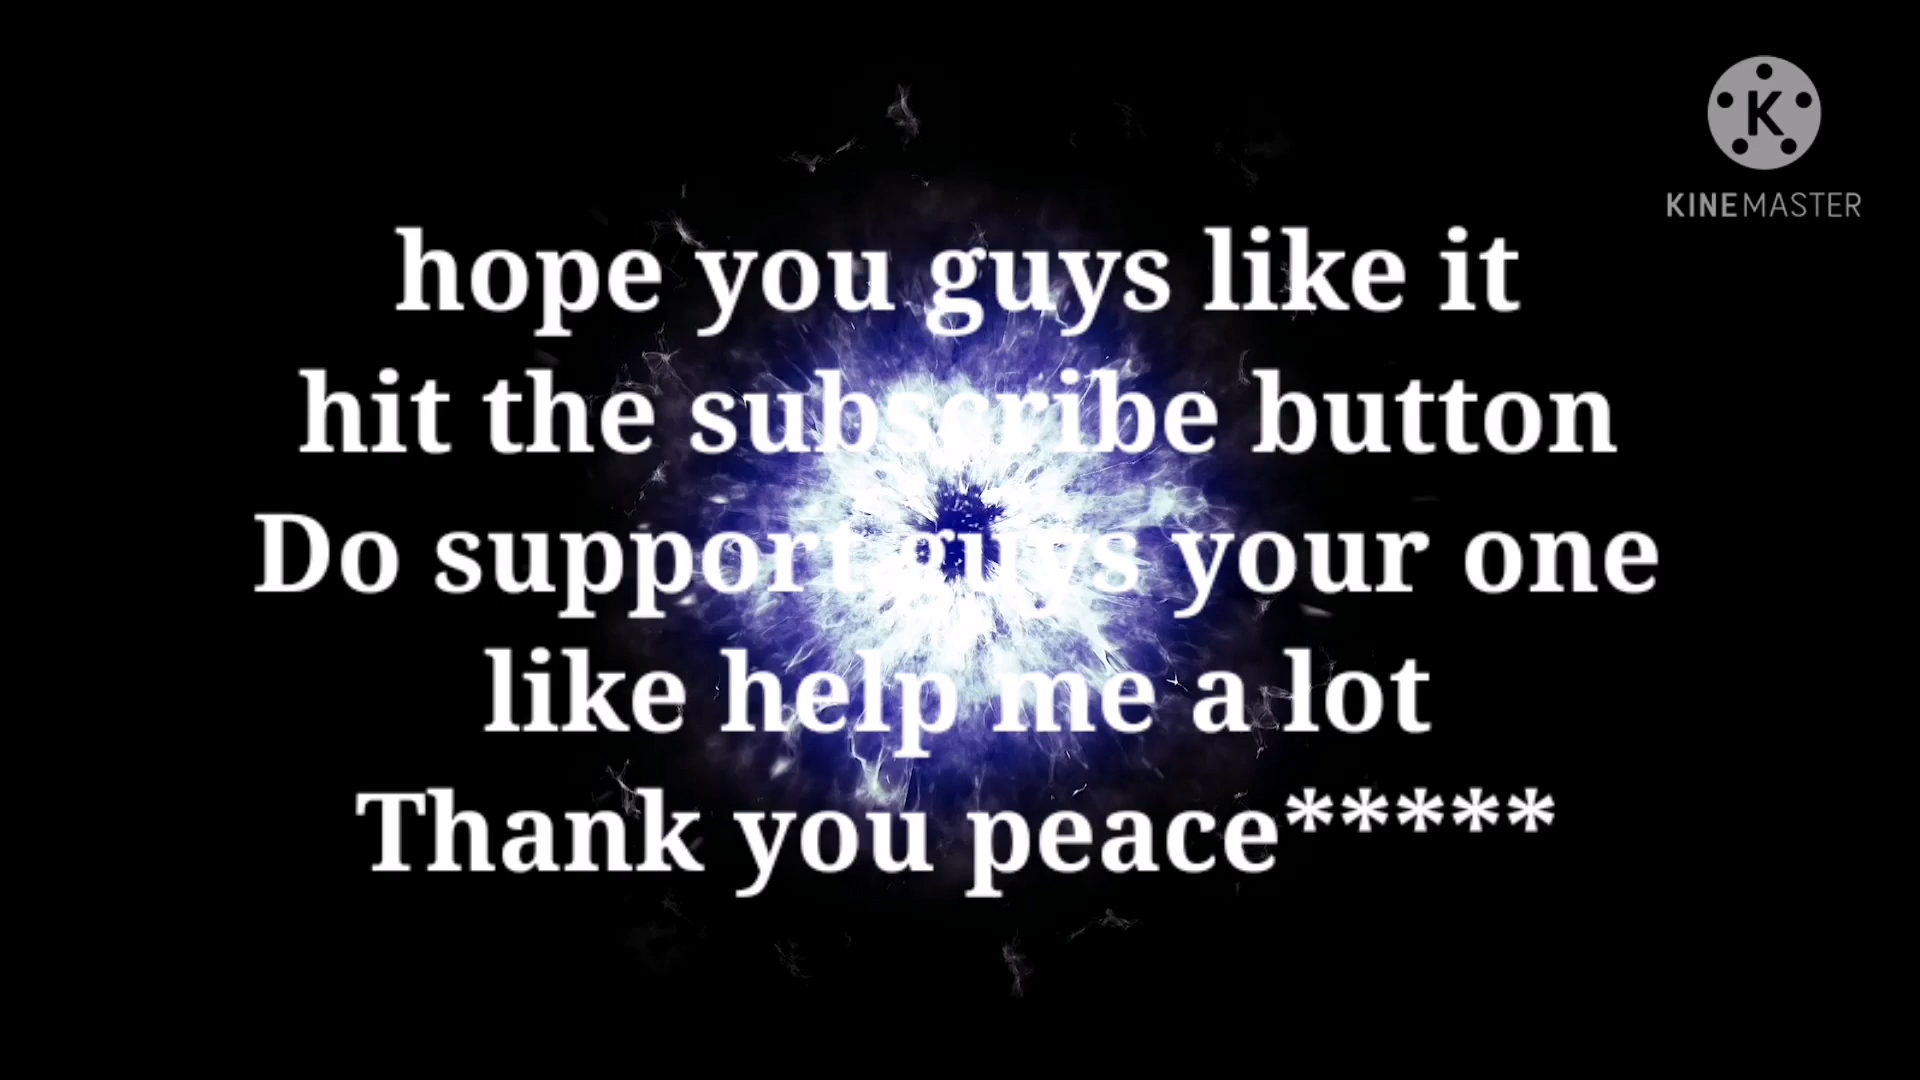 K
KINEMASTER
hope you guys like it
hit the subscribe button
Do support guys your one
like help me a lot
Thank you peace*****